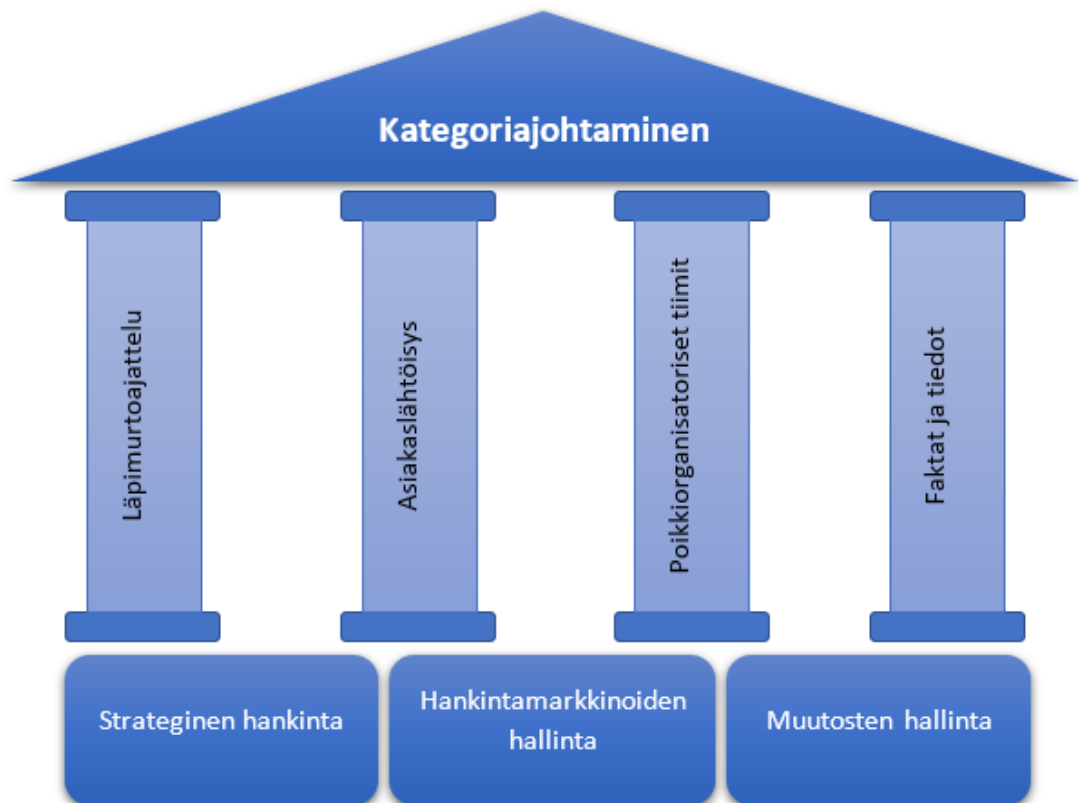 Kategoriajohtaminen
Läpimurtoajattelu
Asiakaslähtöisys
Poikkiorganisatoriset tiimit
Faktat ja tiedot
Strateginen hankinta
Hankintamarkkinoiden
hallinta
Muutosten hallinta